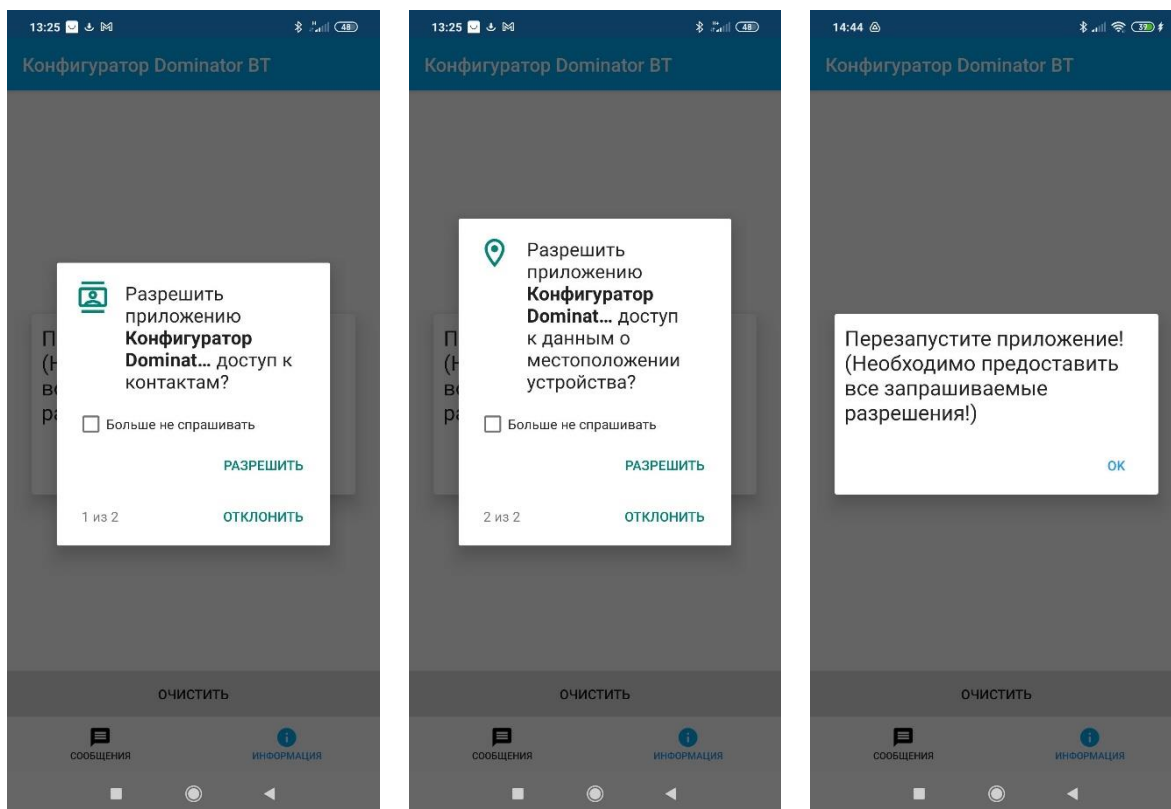 13:25
48
Конфигуратор Dominator BT
Разрешить
приложению
Конфигуратор
Dominat... доступ к
контактам?
Больше не спрашивать
РАЗРЕШИТЬ
1 из 2
ОТКЛОНИТЬ
ОЧИСТИТЬ
СООБЩЕНИЯ
ИНФОРМАЦИЯ
13:25
48
Конфигуратор Dominator BT
Разрешить
приложению
Конфигуратор
Dominat... доступ
к данным о
местоположении
устройства?
Больше не спрашивать
РАЗРЕШИТЬ
2 из 2
ОТКЛОНИТЬ
ОЧИСТИТЬ
СООБЩЕНИЯ
ИНФОРМАЦИЯ
14:44
39
Конфигуратор Dominator BT
Перезапустите приложение!
(Необходимо предоставить
все запрашиваемые
разрешения!)
OK
ОЧИСТИТЬ
СООБЩЕНИЯ
ИНФОРМАЦИЯ